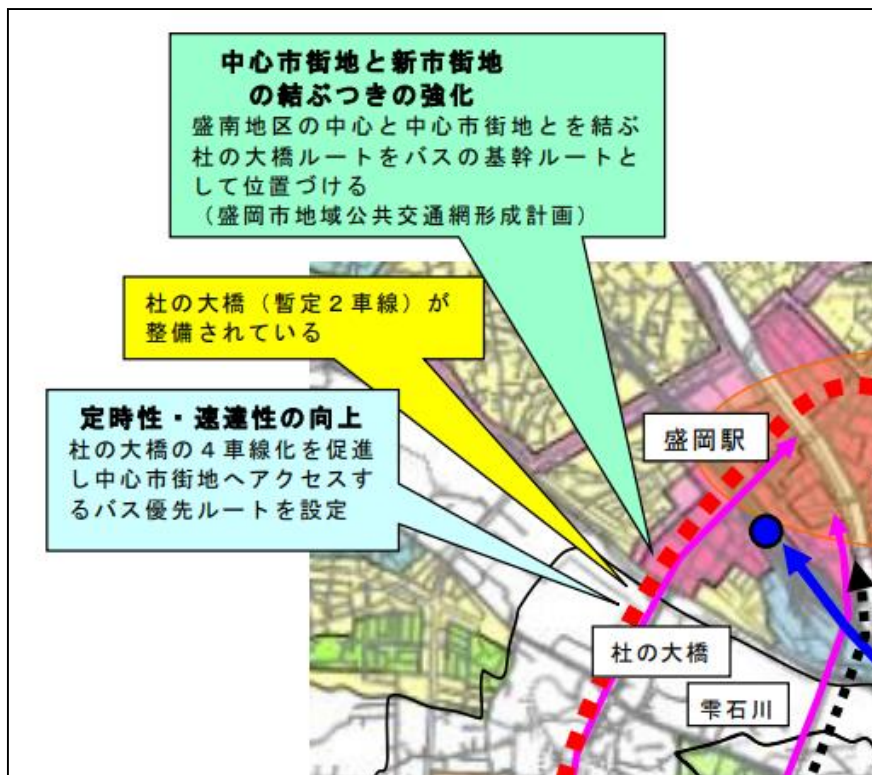 中心市街地と新市街地
の結ぶつきの強化
盛南地区の中心と中心市街地とを結ぶ
杜の大橋ルートをバスの基幹ルートと
して位置づける
（盛岡市地域公共交通網形成計画）
杜の大橋（暫定２車線）が
整備されている
定時性・速達性の向上
杜の大橋の４車線化を促進
し中心市街地へアクセスす
るバス優先ルートを設定
盛岡駅
杜の大橋
雫石川